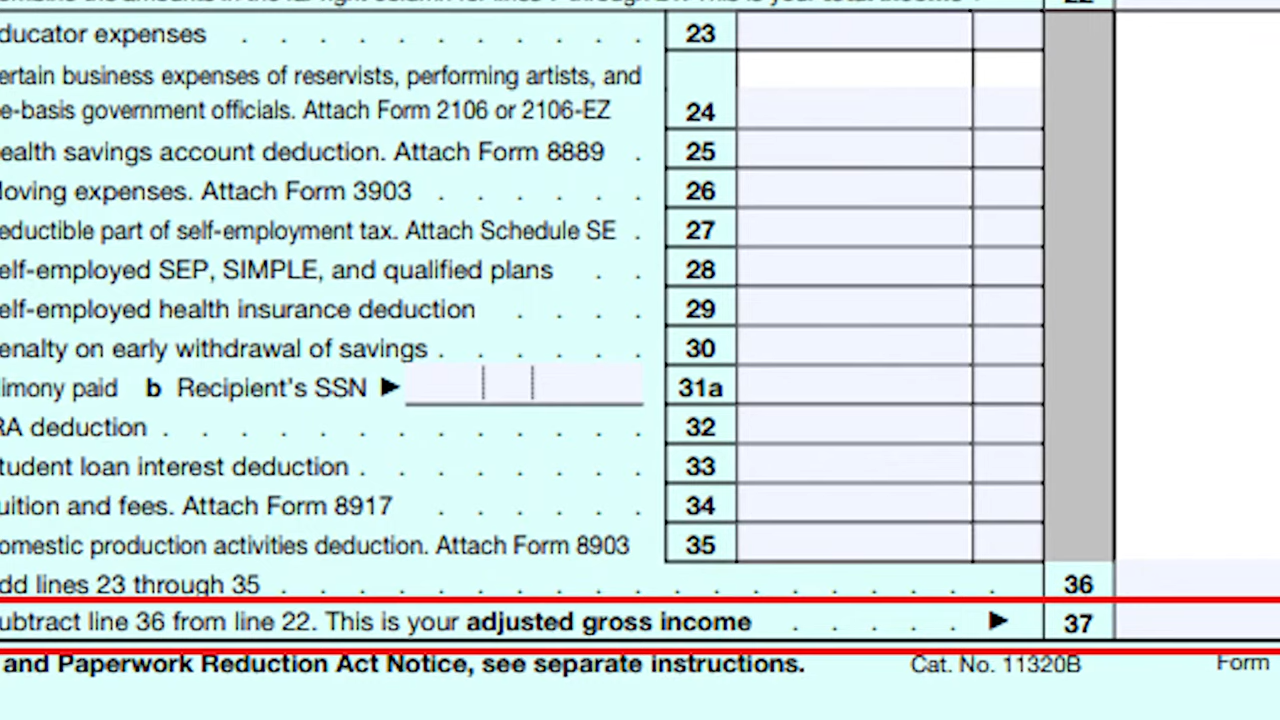 ducator expenses . . . . . . . . . . . 23
ertain business expenses of reservists, performing artists, and
e-basis government officials. Attach Form 2106 or 2106-EZ 24
ealth savings account deduction. Attach Form 8889 . 25
oving expenses. Attach Form 3903 . . . . . . 26
eductible part of self-employment tax. Attach Schedule SE . 27
elf-employed SEP, SIMPLE, and qualified plans . . 28
elf-employed health insurance deduction . . . . 29
enalty on early withdrawal of savings . . . . . . 30
limony paid b Recipient's SSN ▶ 31a
RA deduction . . . . . . . . . . . . . 32
tudent loan interest deduction . . . . . . . . 33
uition and fees. Attach Form 8917 . . . . . . 34
omestic production activities deduction. Attach Form 8903 35
dd lines 23 through 35 . . . . . . . . . . . . . . . . . . . 36
ubtract line 36 from line 22. This is your adjusted gross income . . . . . ▶ 37
and Paperwork Reduction Act Notice, see separate instructions. Cat. No. 11320B Form